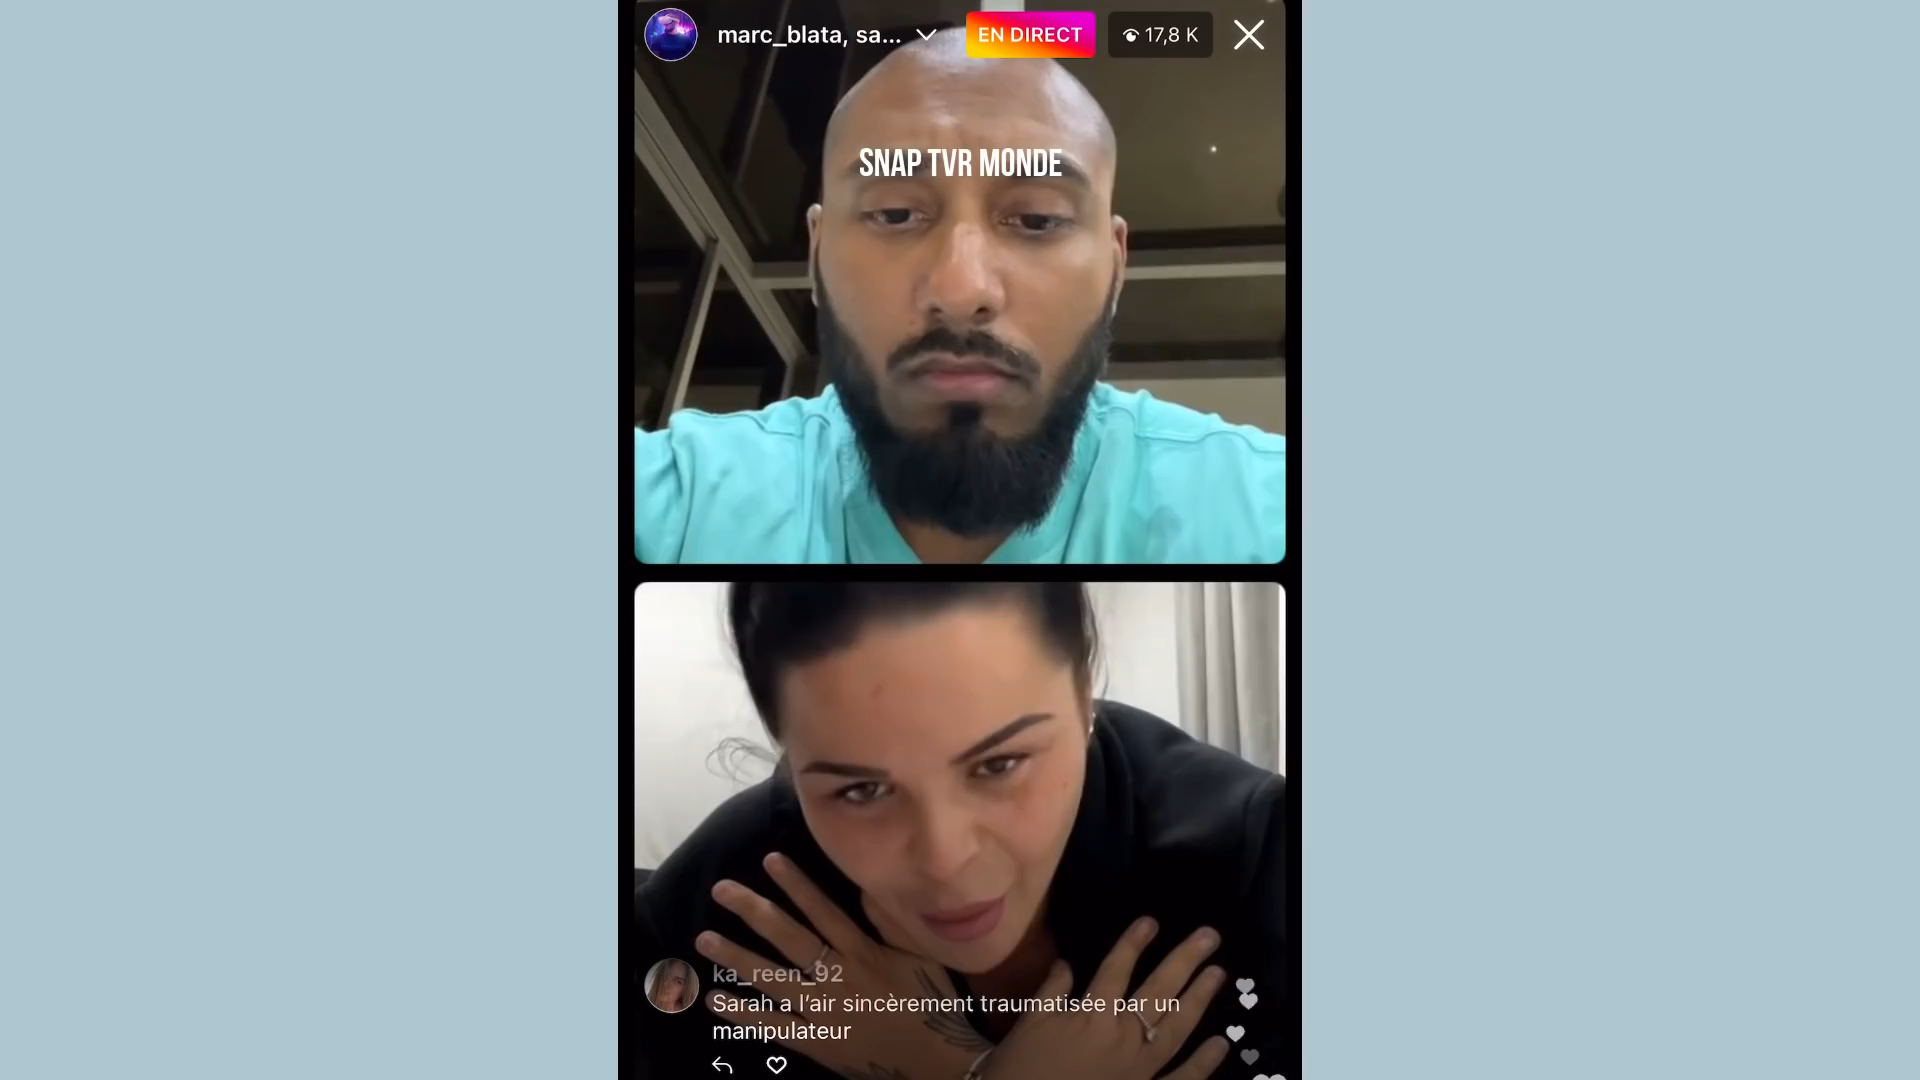 marc_blata, sa...
EN DIRECT
17,8 K
SNAP TVR MONDE
ka_reen_92
Sarah a l’air sincèrement traumatisée par un
manipulateur